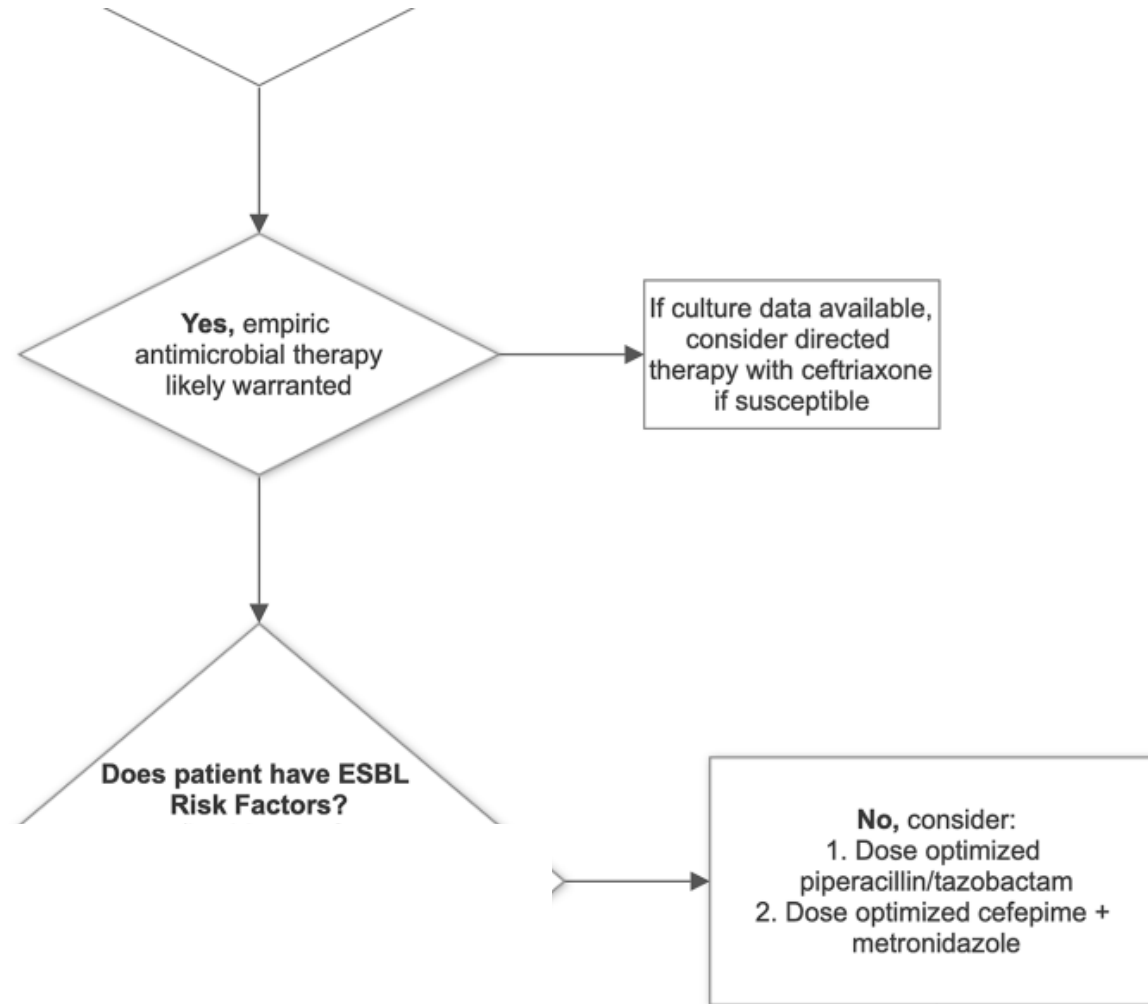 Yes, empiric
antimicrobial therapy
likely warranted
If culture data available,
consider directed
therapy with ceftriaxone
if susceptible
Does patient have ESBL
Risk Factors?
No, consider:
1. Dose optimized
piperacillin/tazobactam
2. Dose optimized cefepime +
metronidazole